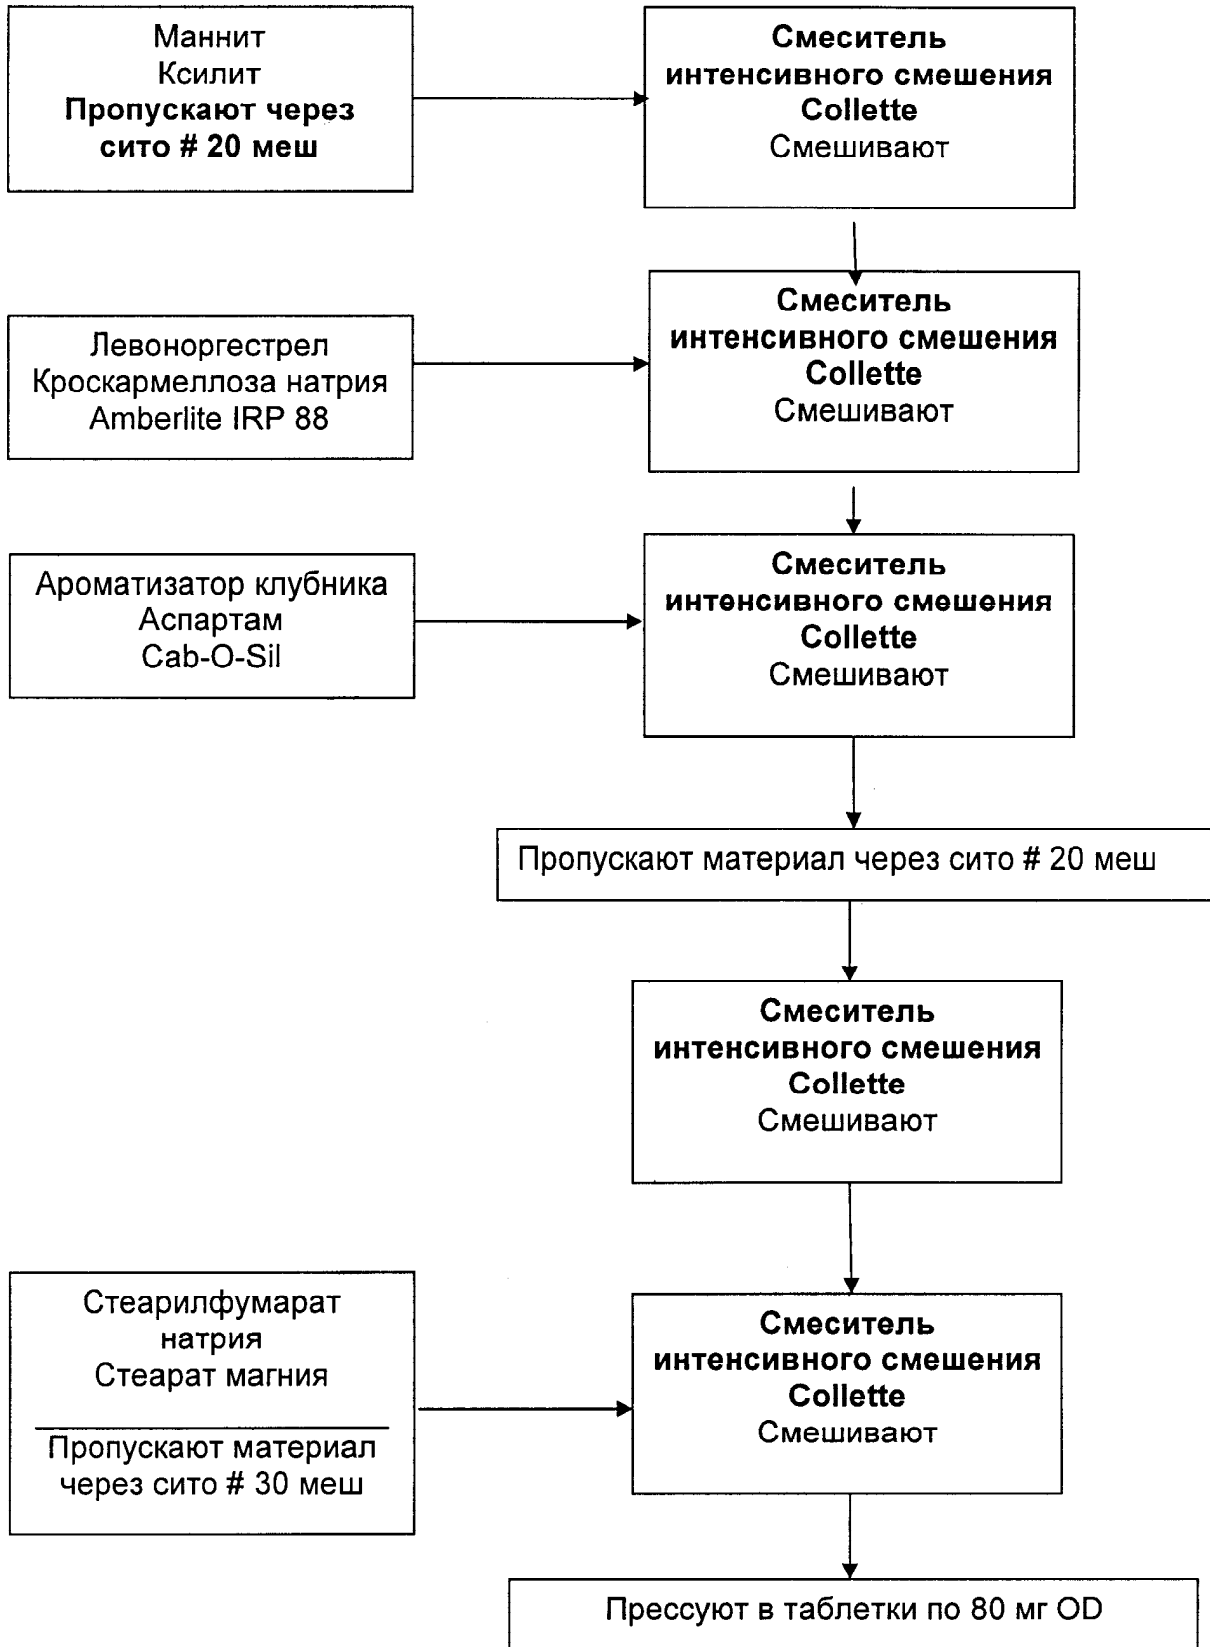 Маннит
Ксилит
Пропускают через
сито # 20 меш
Смеситель
интенсивного смешения
Collette
Смешивают
Левоноргестрел
Кроскармеллоза натрия
Amberlite IRP 88
Смеситель
интенсивного смешения
Collette
Смешивают
Ароматизатор клубника
Аспартам
Cab-O-Sil
Смеситель
интенсивного смешения
Collette
Смешивают
Пропускают материал через сито # 20 меш
Смеситель
интенсивного смешения
Collette
Смешивают
Стеарилфумарат
натрия
Стеарат магния
Пропускают материал
через сито # 30 меш
Смеситель
интенсивного смешения
Collette
Смешивают
Прессуют в таблетки по 80 мг OD